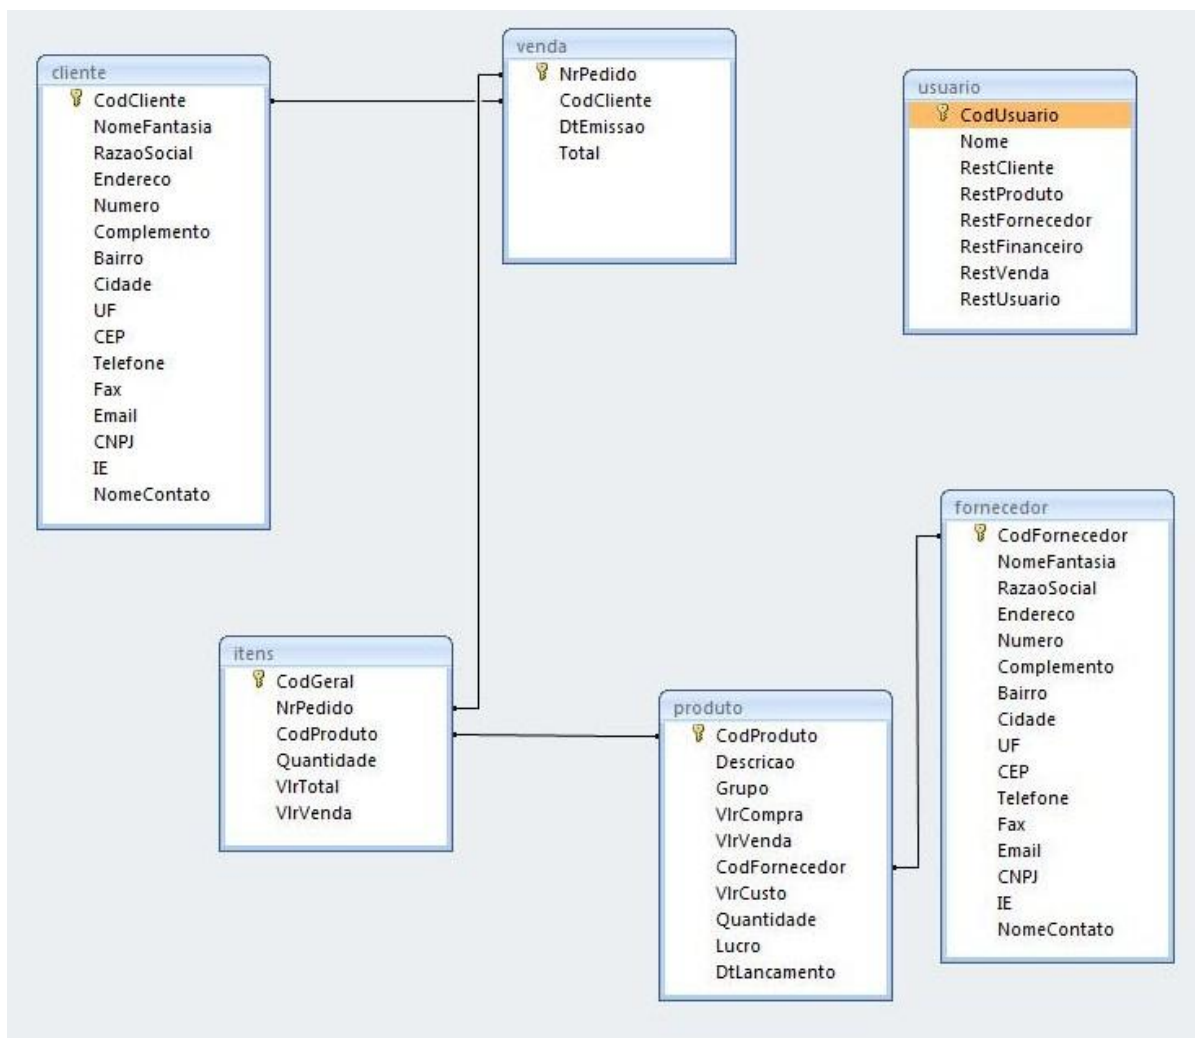 cliente
CodCliente
NomeFantasia
RazaoSocial
Endereco
Numero
Complemento
Bairro
Cidade
UF
CEP
Telefone
Fax
Email
CNPJ
IE
NomeContato
venda
NrPedido
CodCliente
DtEmissao
Total
usuario
CodUsuario
Nome
RestCliente
RestProduto
RestFornecedor
RestFinanceiro
RestVenda
RestUsuario
itens
CodGeral
NrPedido
CodProduto
Quantidade
VlrTotal
VlrVenda
produto
CodProduto
Descricao
Grupo
VlrCompra
VlrVenda
CodFornecedor
VlrCusto
Quantidade
Lucro
DtLancamento
fornecedor
CodFornecedor
NomeFantasia
RazaoSocial
Endereco
Numero
Complemento
Bairro
Cidade
UF
CEP
Telefone
Fax
Email
CNPJ
IE
NomeContato